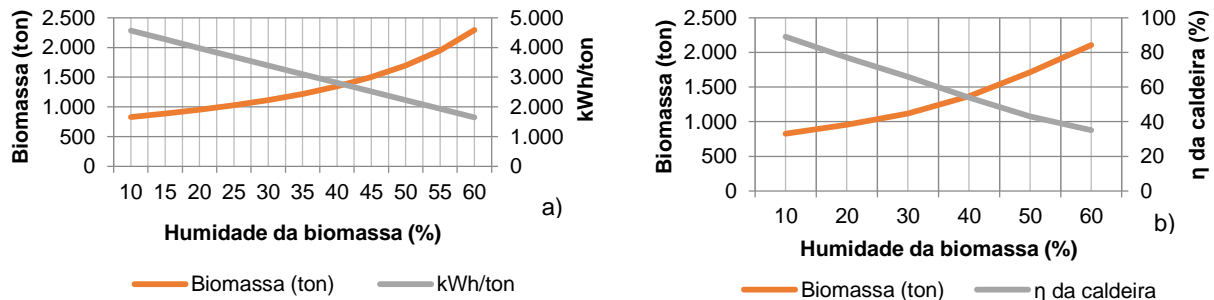 Biomassa (ton)
2.500
2.000
1.500
1.000
500
0
5.000
4.000
3.000
2.000
1.000
0
kWh/ton
10 15 20 25 30 35 40 45 50 55 60
a)
Humidade da biomassa (%)
Biomassa (ton) kWh/ton
Biomassa (ton)
2.500
2.000
1.500
1.000
500
0
100
80
60
40
20
0
η da caldeira (%)
10 20 30 40 50 60
b)
Humidade da biomassa (%)
Biomassa (ton) η da caldeira